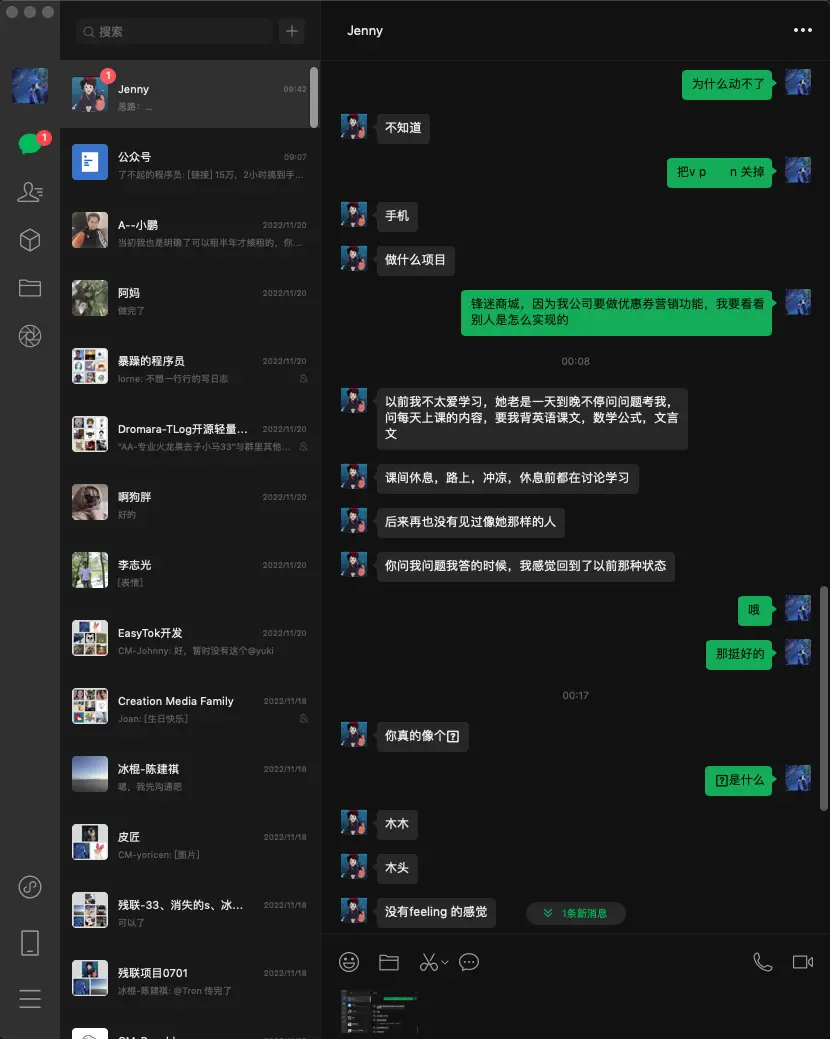 搜索
1
Jenny
09:42
思路：...
1
公众号
09:07
了不起的程序员: [链接] 15万，2小时搞到手...
A--小鹏
2022/11/20
当初我也是明确了可以租半年才续租的，你...
阿妈
2022/11/20
做完了
暴躁的程序员
2022/11/20
lorne: 不想一行行的写日志
Dromara-TLog开源轻量...
2022/11/20
"AA-专业火龙果去子小马33"与群里其他...
啊狗胖
2022/11/20
好的
李志光
2022/11/20
[表情]
EasyTok开发
2022/11/20
CM-Johnny: 好，暂时没有这个@yuki
Creation Media Family
2022/11/18
Joan: [生日快乐]
冰棍-陈建祺
2022/11/18
嗯，我先沟通吧
皮匠
2022/11/18
CM-yoricen: [图片]
残联-33、消失的s、冰...
2022/11/18
可以了
残联项目0701
2022/11/18
冰棍-陈建祺: @Tron 传完了
Jenny
为什么动不了
不知道
把v p n 关掉
手机
做什么项目
锋迷商城，因为我公司要做优惠券营销功能，我要看看
别人是怎么实现的
00:08
以前我不太爱学习，她老是一天到晚不停问问题考我，
问每天上课的内容，要我背英语课文，数学公式，文言
文
课间休息，路上，冲凉，休息前都在讨论学习
后来再也没有见过像她那样的人
你问我问题我答的时候，我感觉回到了以前那种状态
哦
那挺好的
00:17
你真的像个?
?是什么
木木
木头
没有feeling 的感觉
1条新消息